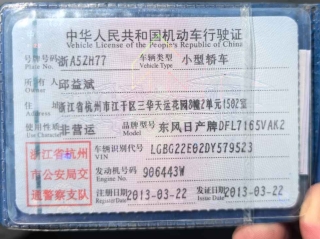 中华人民共和国机动车行驶证
Vehicle License of the People's Republic of China
号牌号码 浙A5ZH77 车辆类型 小型轿车
Plate No. Vehicle Type
所有人 邱益斌
Owner
住址 浙江省杭州市江干区三华天运花园8幢2单元1502室
Address
使用性质 非营运 品牌型号 东风日产牌DFL7165VAK2
Use Character Model
浙江省杭州
市公安局交
通警察支队
车辆识别代号 LGBG22E02DY579523
VIN
发动机号码 906443W
Engine No.
注册日期 2013-03-22 发证日期 2013-03-22
Register Date Issue Date